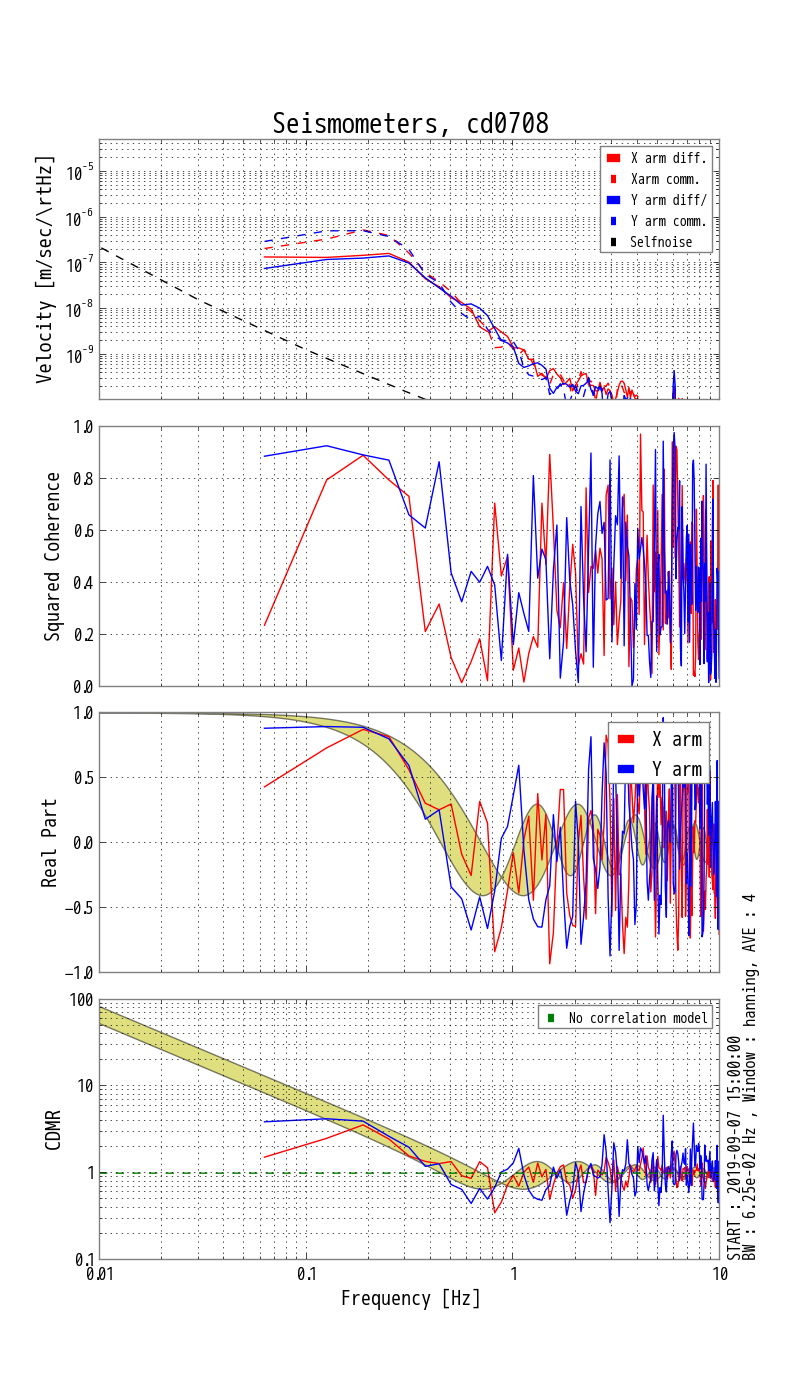 Seismometers, cd0708
Velocity [m/sec/\rtHz]
10⁻⁵
10⁻⁶
10⁻⁷
10⁻⁸
10⁻⁹
X arm diff.
Xarm comm.
Y arm diff/
Y arm comm.
Selfnoise
Squared Coherence
1.0
0.8
0.6
0.4
0.2
0.0
Real Part
1.0
0.5
0.0
−0.5
−1.0
X arm
Y arm
CDMR
100
10
1
0.1
No correlation model
0.01
0.1
1
10
Frequency [Hz]
START : 2019-09-07 15:00:00
BW : 6.25e-02 Hz , Window : hanning, AVE : 4